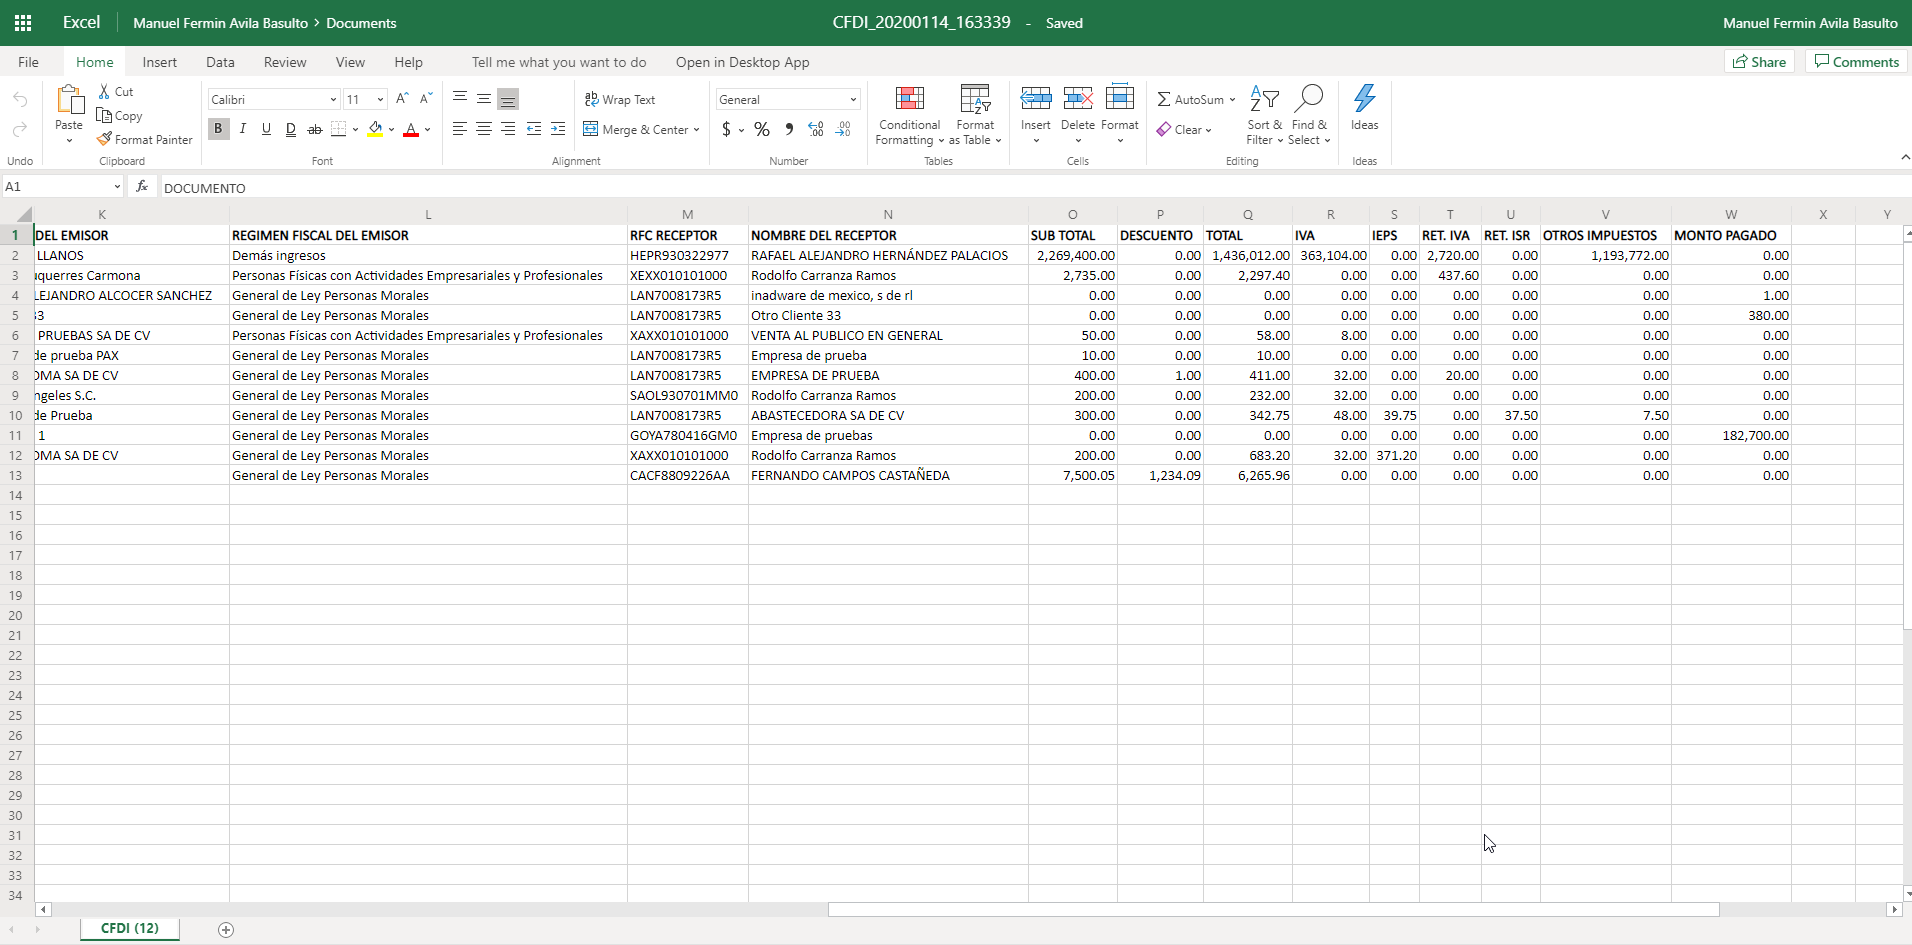 Excel Manuel Fermin Avila Basulto > Documents CFDI_20200114_163339 - Saved Manuel Fermin Avila Basulto
File Home Insert Data Review View Help Tell me what you want to do Open in Desktop App Share Comments
Paste Cut Copy Format Painter
Calibri 11
B I U D ab A
Wrap Text
Merge & Center
General
$ % 9 .00 .00
Conditional Formatting Format as Table
Insert Delete Format
AutoSum Clear
Sort & Filter Find & Select
Ideas
Undo Clipboard Font Alignment Number Tables Cells Editing Ideas
A1 fx DOCUMENTO
K L M N O P Q R S T U V W X Y
1 DEL EMISOR REGIMEN FISCAL DEL EMISOR RFC RECEPTOR NOMBRE DEL RECEPTOR SUB TOTAL DESCUENTO TOTAL IVA IEPS RET. IVA RET. ISR OTROS IMPUESTOS MONTO PAGADO
2 LLANOS Demás ingresos HEPR930322977 RAFAEL ALEJANDRO HERNÁNDEZ PALACIOS 2,269,400.00 0.00 1,436,012.00 363,104.00 0.00 2,720.00 0.00 1,193,772.00 0.00
3 uquerres Carmona Personas Físicas con Actividades Empresariales y Profesionales XEXX010101000 Rodolfo Carranza Ramos 2,735.00 0.00 2,297.40 0.00 0.00 437.60 0.00 0.00 0.00
4 LEJANDRO ALCOCER SANCHEZ General de Ley Personas Morales LAN7008173R5 inadware de mexico, s de rl 0.00 0.00 0.00 0.00 0.00 0.00 0.00 0.00 1.00
5 33 General de Ley Personas Morales LAN7008173R5 Otro Cliente 33 0.00 0.00 0.00 0.00 0.00 0.00 0.00 0.00 380.00
6 PRUEBAS SA DE CV Personas Físicas con Actividades Empresariales y Profesionales XAXX010101000 VENTA AL PUBLICO EN GENERAL 50.00 0.00 58.00 8.00 0.00 0.00 0.00 0.00 0.00
7 de prueba PAX General de Ley Personas Morales LAN7008173R5 Empresa de prueba 10.00 0.00 10.00 0.00 0.00 0.00 0.00 0.00 0.00
8 OMA SA DE CV General de Ley Personas Morales LAN7008173R5 EMPRESA DE PRUEBA 400.00 1.00 411.00 32.00 0.00 20.00 0.00 0.00 0.00
9 ngeles S.C. General de Ley Personas Morales SAOL930701MM0 Rodolfo Carranza Ramos 200.00 0.00 232.00 32.00 0.00 0.00 0.00 0.00 0.00
10 de Prueba General de Ley Personas Morales LAN7008173R5 ABASTECEDORA SA DE CV 300.00 0.00 342.75 48.00 39.75 0.00 37.50 7.50 0.00
11 1 General de Ley Personas Morales GOYA780416GM0 Empresa de pruebas 0.00 0.00 0.00 0.00 0.00 0.00 0.00 0.00 182,700.00
12 OMA SA DE CV General de Ley Personas Morales XAXX010101000 Rodolfo Carranza Ramos 200.00 0.00 683.20 32.00 371.20 0.00 0.00 0.00 0.00
13 General de Ley Personas Morales CACF8809226AA FERNANDO CAMPOS CASTAÑEDA 7,500.05 1,234.09 6,265.96 0.00 0.00 0.00 0.00 0.00 0.00
14
15
16
17
18
19
20
21
22
23
24
25
26
27
28
29
30
31
32
33
34
CFDI (12)